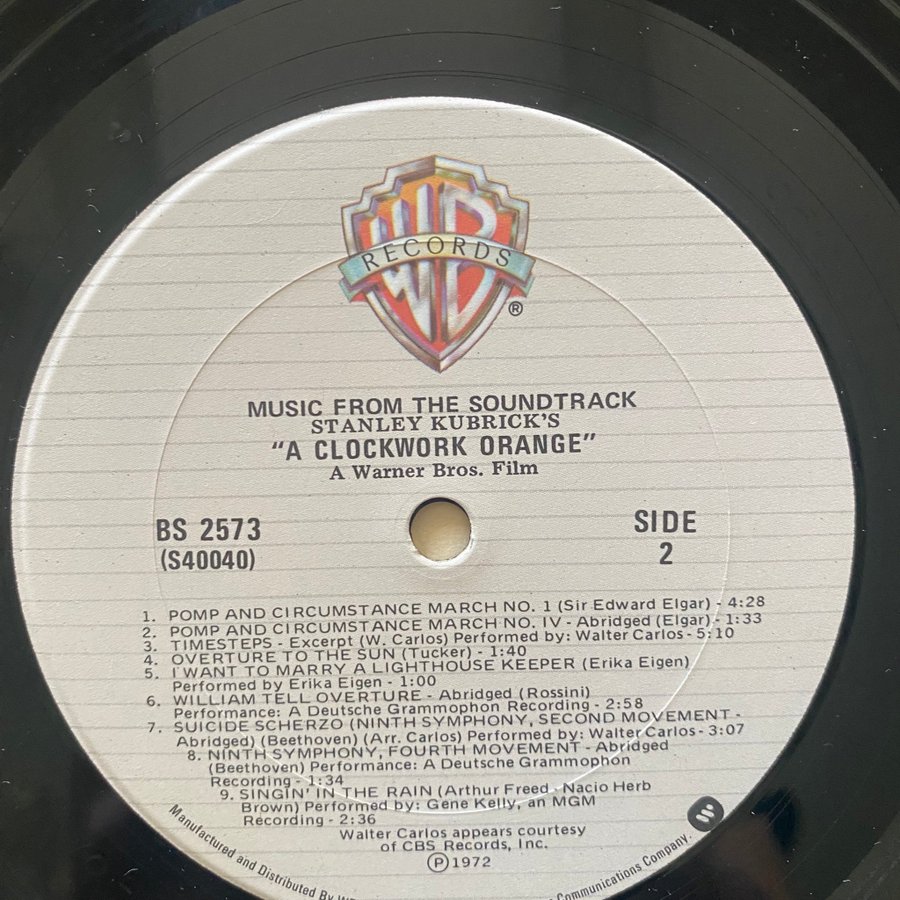 WB
RECORDS
®
MUSIC FROM THE SOUNDTRACK
STANLEY KUBRICK'S
"A CLOCKWORK ORANGE"
A Warner Bros. Film
BS 2573
(S40040)
SIDE
2
1. POMP AND CIRCUMSTANCE MARCH NO. 1 (Sir Edward Elgar) - 4:28
2. POMP AND CIRCUMSTANCE MARCH NO. IV - Abridged (Elgar) - 1:33
3. TIMESTEPS - Excerpt (W. Carlos) Performed by: Walter Carlos - 5:10
4. OVERTURE TO THE SUN (Tucker) - 1:40
5. I WANT TO MARRY A LIGHTHOUSE KEEPER (Erika Eigen)
Performed by Erika Eigen - 1:00
6. WILLIAM TELL OVERTURE - Abridged (Rossini)
Performance: A Deutsche Grammophon Recording - 2:58
7. SUICIDE SCHERZO (NINTH SYMPHONY, SECOND MOVEMENT -
Abridged) (Beethoven) (Arr. Carlos) Performed by: Walter Carlos - 3:07
8. NINTH SYMPHONY, FOURTH MOVEMENT - Abridged
(Beethoven) Performance: A Deutsche Grammophon
Recording - 1:34
9. SINGIN' IN THE RAIN (Arthur Freed - Nacio Herb
Brown) Performed by: Gene Kelly, an MGM
Recording - 2:36
Walter Carlos appears courtesy
of CBS Records, Inc.
℗1972
Manufactured and Distributed By
Communications Company.